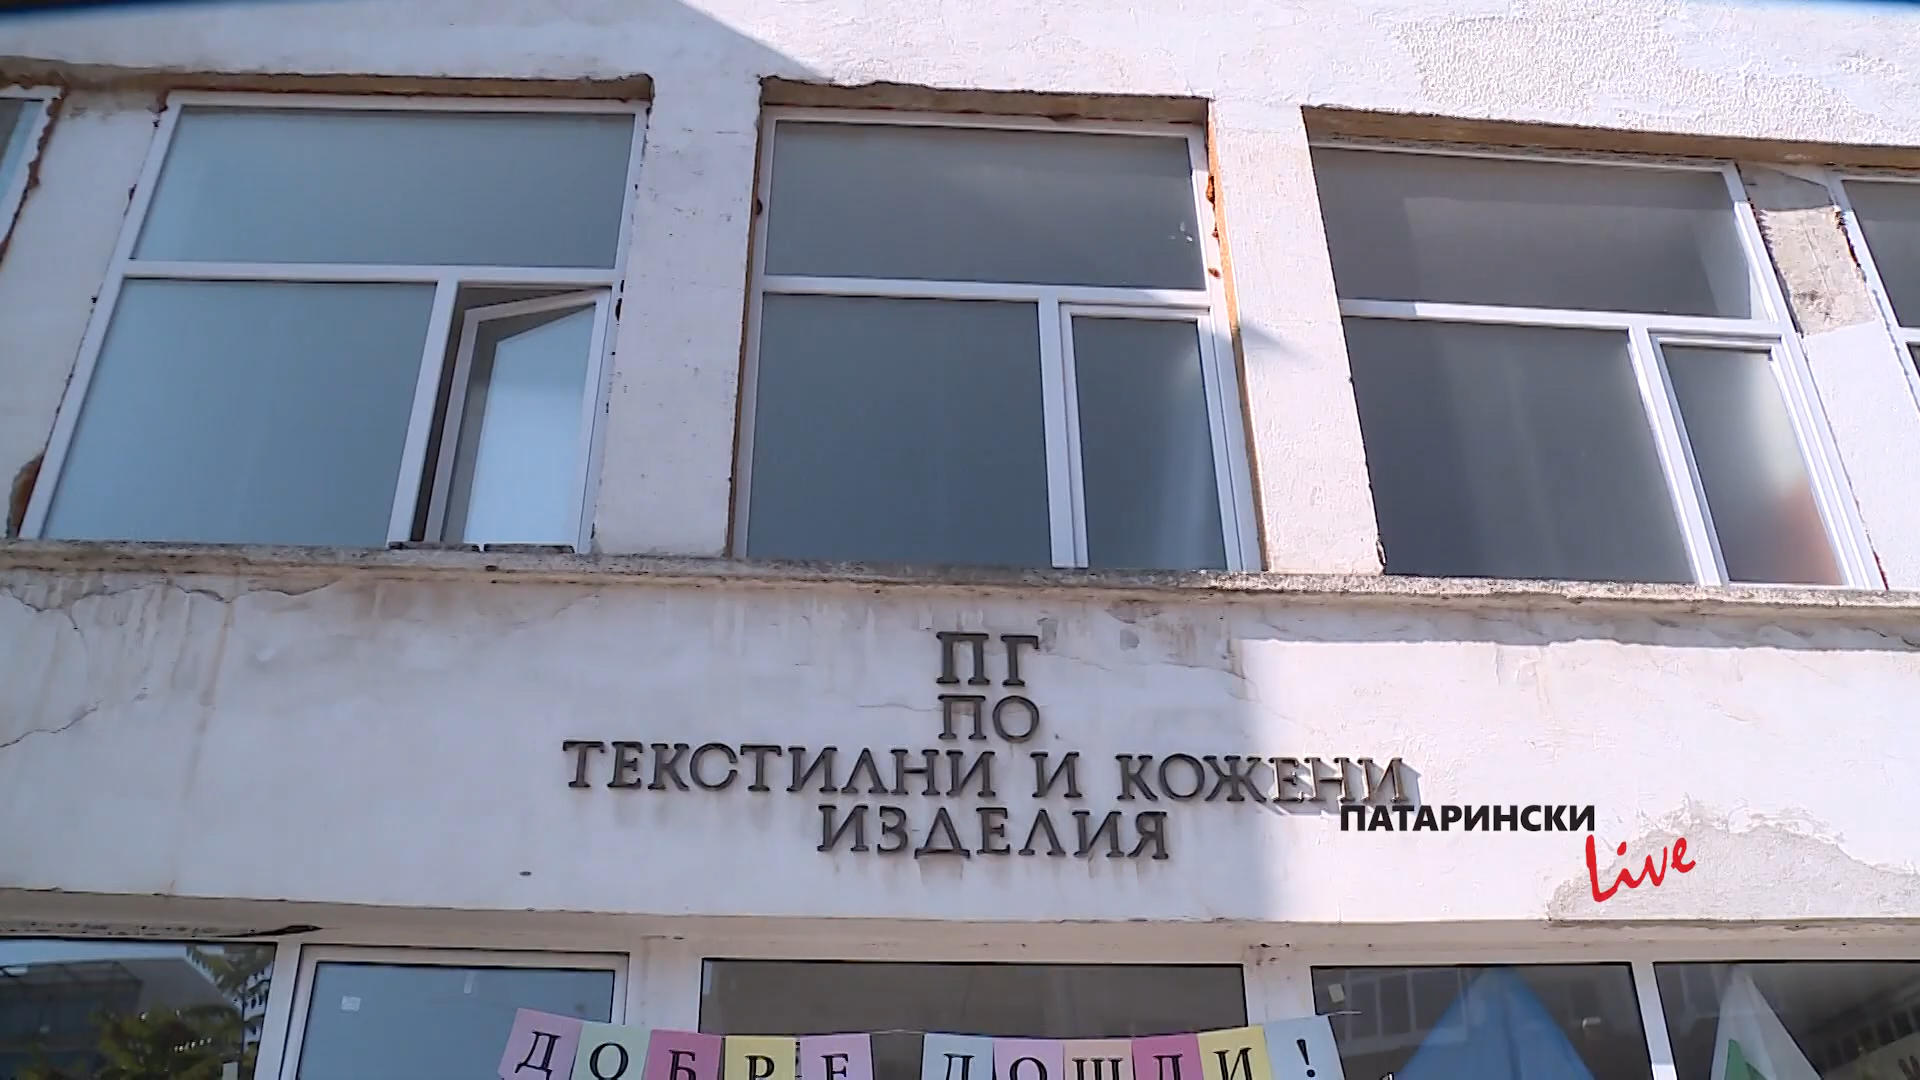 ПГ
ПО
ТЕКСТИЛНИ И КОЖЕНИ
ИЗДЕЛИЯ
ПАТАРИНСКИ
Live
ДОБРЕ ДОШЛИ!